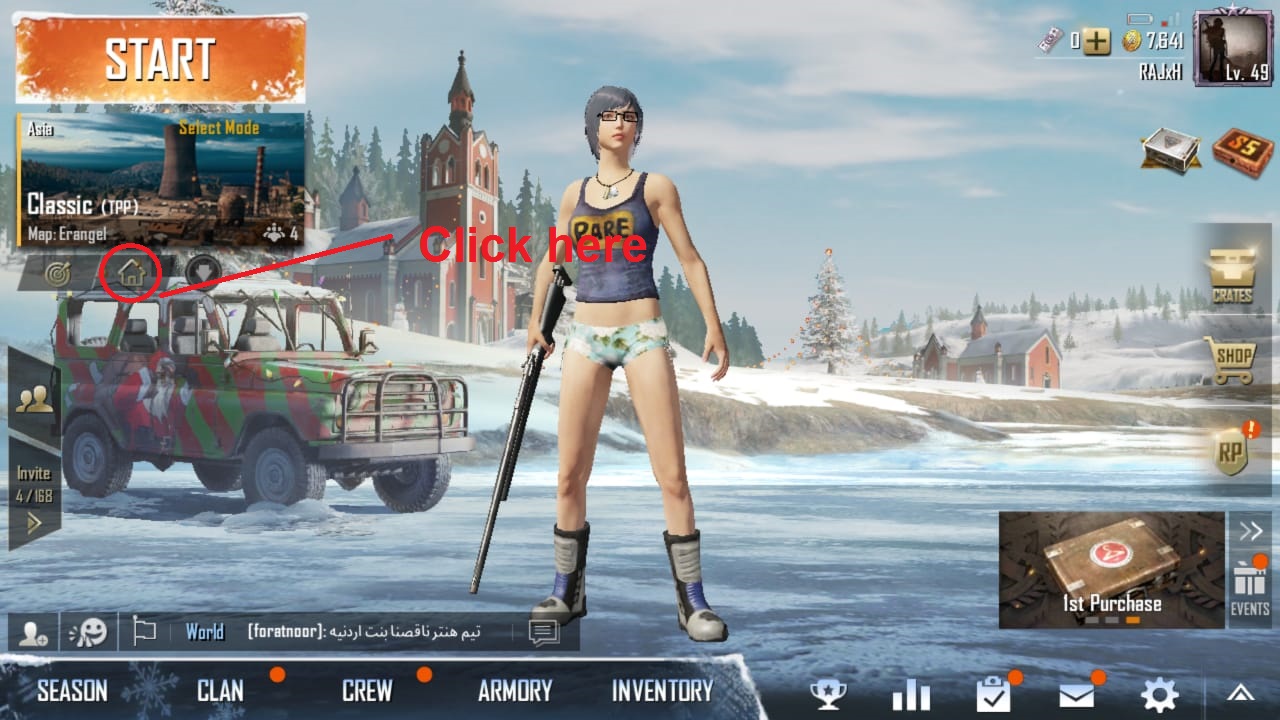 START
0
7,641
RAJxH
Lv. 49
Asia
Select Mode
Classic (TPP)
Map: Erangel
4
S5
RARE
Click here
CRATES
SHOP
RP
!
Invite
4/168
1st Purchase
EVENTS
World [foratnoor]: تيم هنتر ناقصنا بنت اردنيه
SEASON
CLAN
CREW
ARMORY
INVENTORY